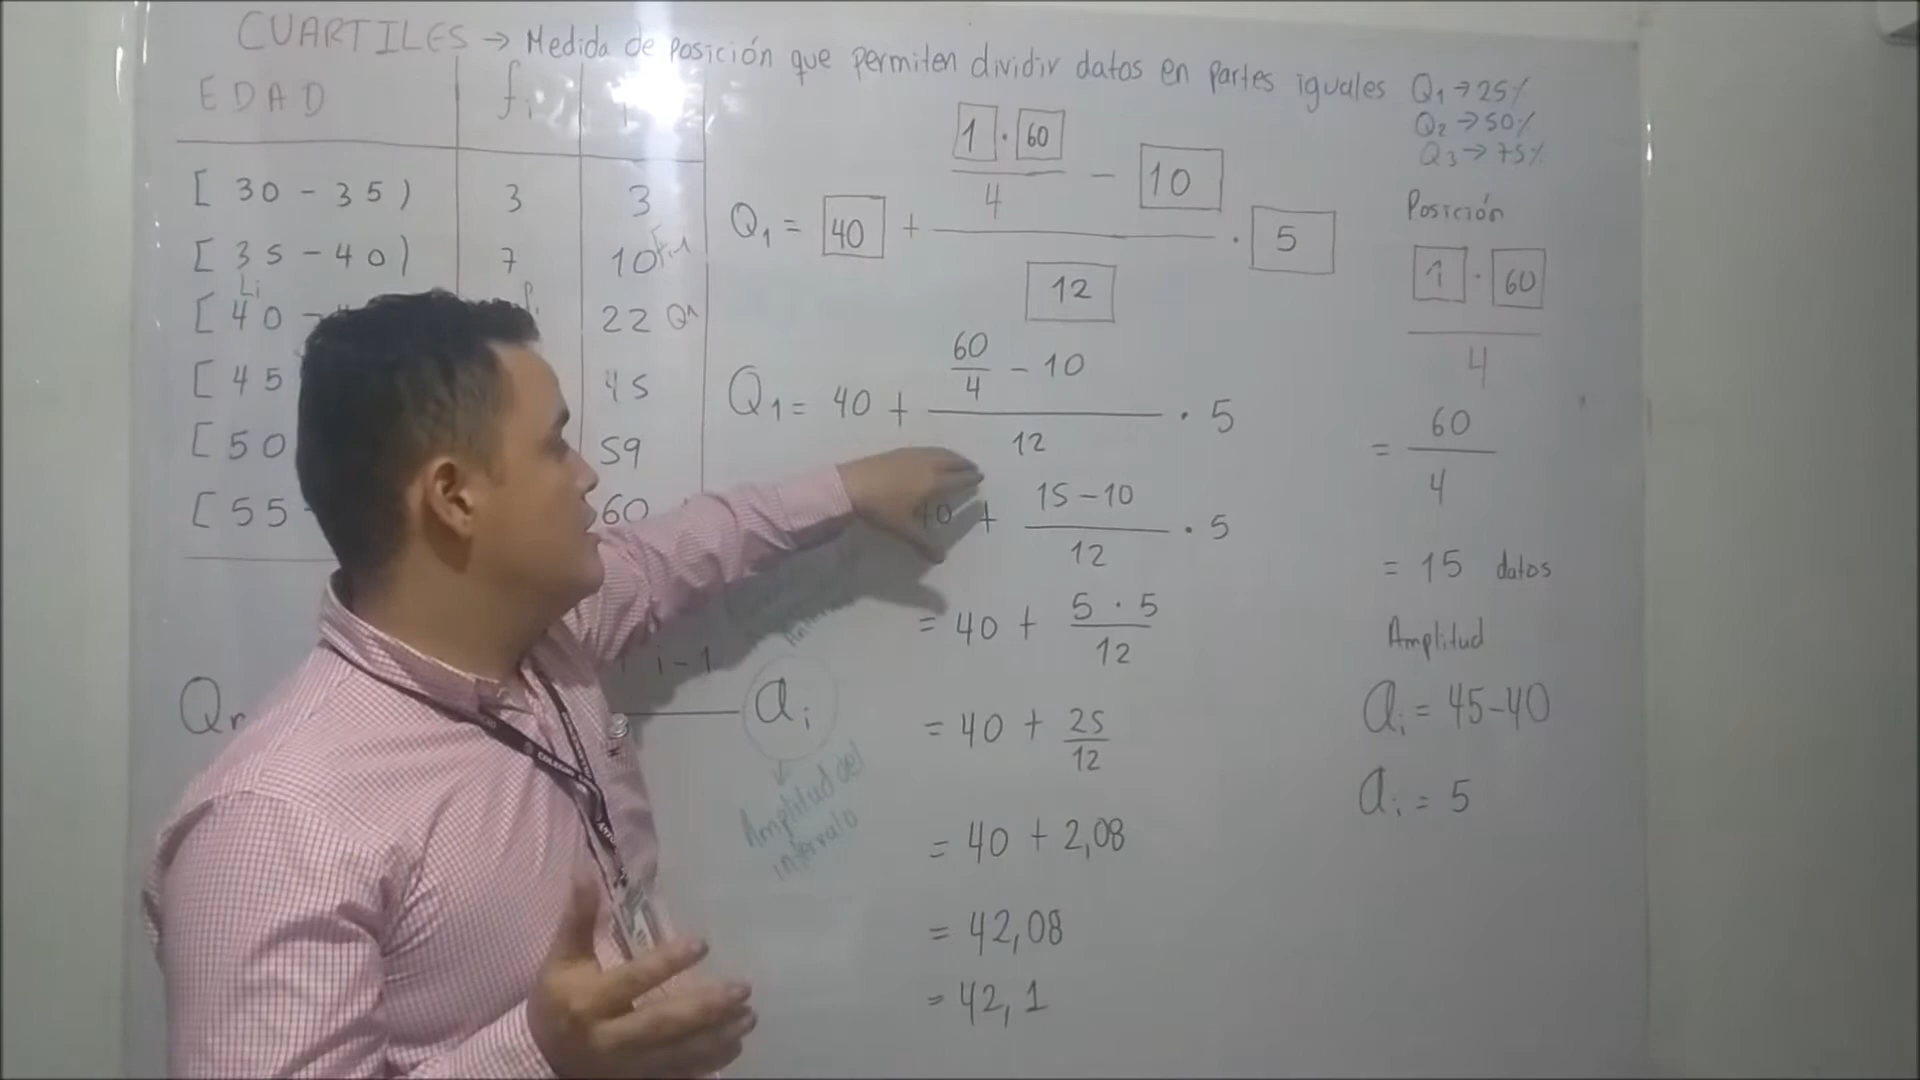 CUARTILES → Medida de posición que permiten dividir datos en partes iguales
Q1 → 25%
Q2 → 50%
Q3 → 75%
EDAD fi
[ 30 - 35 ) 3 3
[ 35 - 40 ) 7 10 Fi-1
Li
[ 40 - 22 Q1
[ 45 45
[ 50 59
[ 55 - 60
Q i-1
ai
Amplitud del
intervalo
Q1 = 40 + 1 · 60 / 4 - 10 / 12 · 5
Q1 = 40 + 60/4 - 10 / 12 · 5
40 + 15 - 10 / 12 · 5
= 40 + 5 · 5 / 12
= 40 + 25 / 12
= 40 + 2,08
= 42,08
= 42,1
Posición
1 · 60
4
= 60 / 4
= 15 datos
Amplitud
ai = 45-40
ai = 5